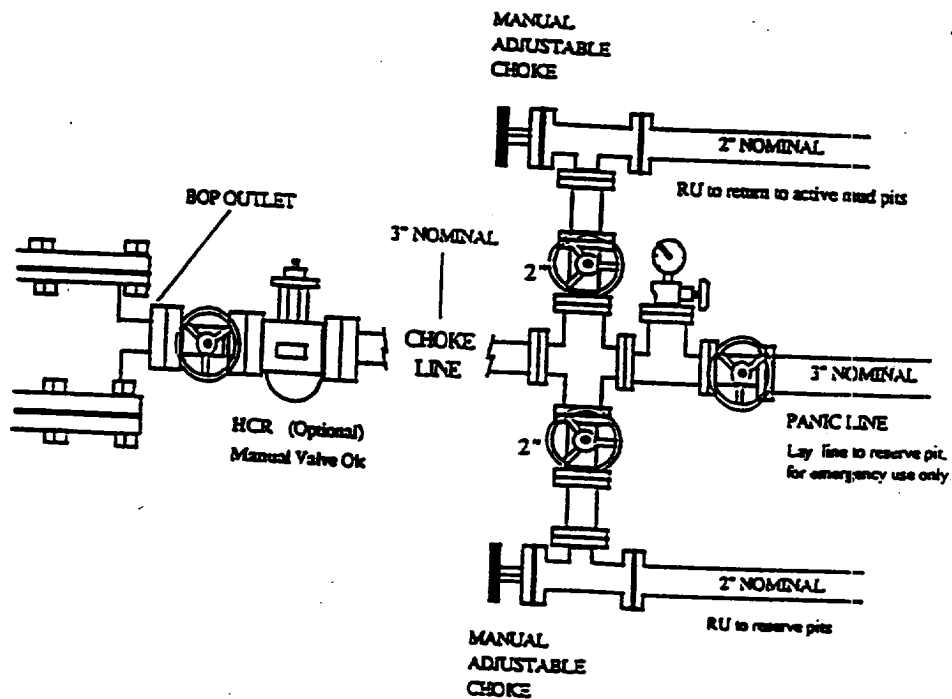 MANUAL
ADJUSTABLE
CHOKE
2" NOMINAL
RU to return to active mud pits
BOP OUTLET
3" NOMINAL
2"
CHOKE
LINE
3" NOMINAL
PANIC LINE
Lay line to reserve pit,
for emergency use only
HCR (Optional)
Manual Valve Ok
2"
2" NOMINAL
RU to reserve pits
MANUAL
ADJUSTABLE
CHOKE